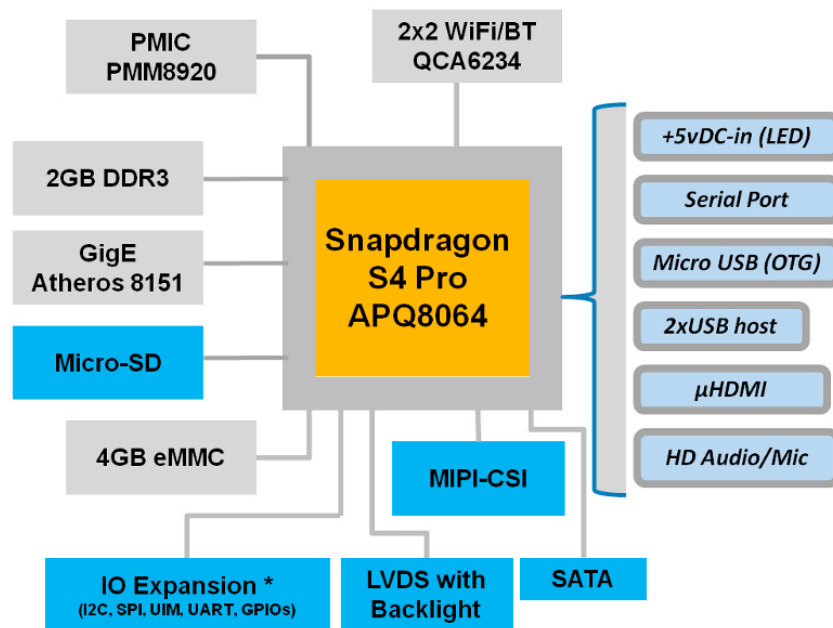 PMIC
PMM8920
2x2 WiFi/BT
QCA6234
+5vDC-in (LED)
2GB DDR3
Serial Port
Snapdragon
S4 Pro
APQ8064
GigE
Atheros 8151
Micro USB (OTG)
2xUSB host
Micro-SD
µHDMI
4GB eMMC
HD Audio/Mic
MIPI-CSI
IO Expansion *
(I2C, SPI, UIM, UART, GPIOs)
LVDS with
Backlight
SATA